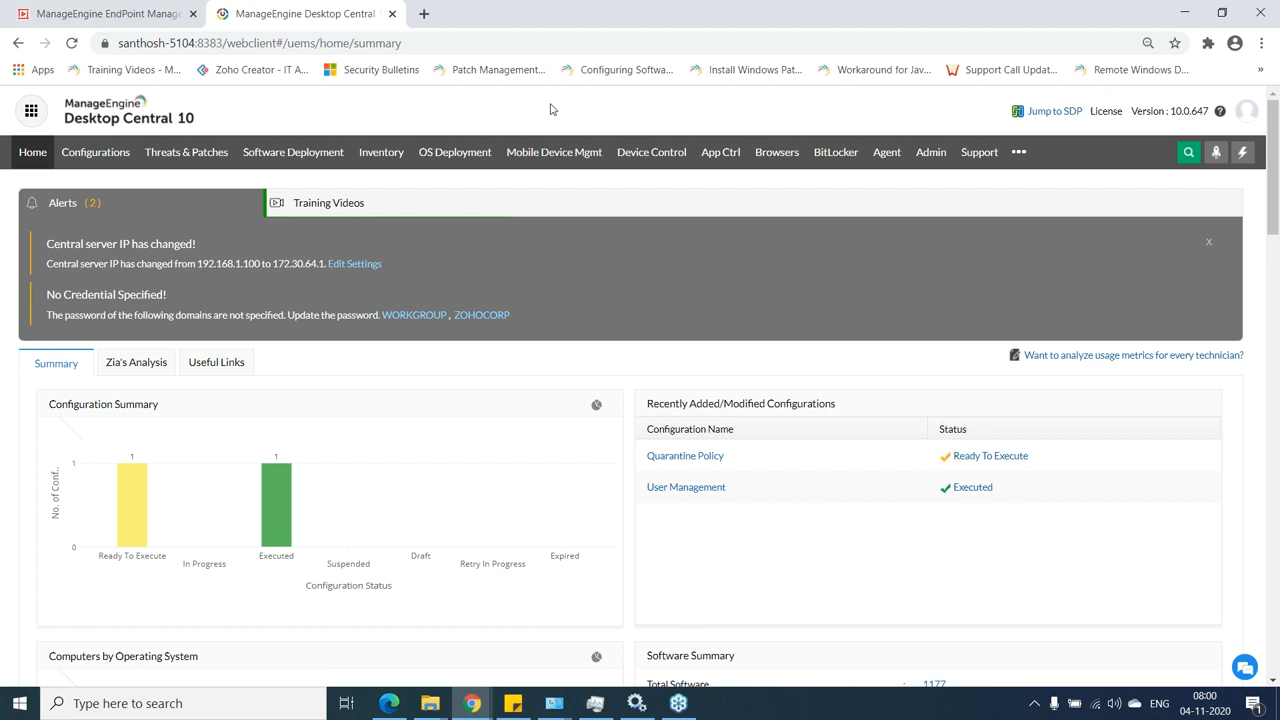 ManageEngine EndPoint Manage
ManageEngine Desktop Central
santhosh-5104:8383/webclient#/uems/home/summary
Apps
Training Videos - M...
Zoho Creator - IT A...
Security Bulletins
Patch Management...
Configuring Softwa...
Install Windows Pat...
Workaround for Jav...
Support Call Updat...
Remote Windows D...
»
ManageEngine
Desktop Central 10
Jump to SDP
License
Version : 10.0.647
Home
Configurations
Threats & Patches
Software Deployment
Inventory
OS Deployment
Mobile Device Mgmt
Device Control
App Ctrl
Browsers
BitLocker
Agent
Admin
Support
Alerts (2)
Training Videos
Central server IP has changed!
Central server IP has changed from 192.168.1.100 to 172.30.64.1. Edit Settings
No Credential Specified!
The password of the following domains are not specified. Update the password. WORKGROUP , ZOHOCORP
x
Summary
Zia's Analysis
Useful Links
Want to analyze usage metrics for every technician?
Configuration Summary
No. of Conf..
1
0
1
1
Ready To Execute
In Progress
Executed
Suspended
Draft
Retry In Progress
Expired
Configuration Status
Recently Added/Modified Configurations
Configuration Name
Status
Quarantine Policy
Ready To Execute
User Management
Executed
Computers by Operating System
Software Summary
Total Software : 1177
Type here to search
ENG
08:00
04-11-2020
1